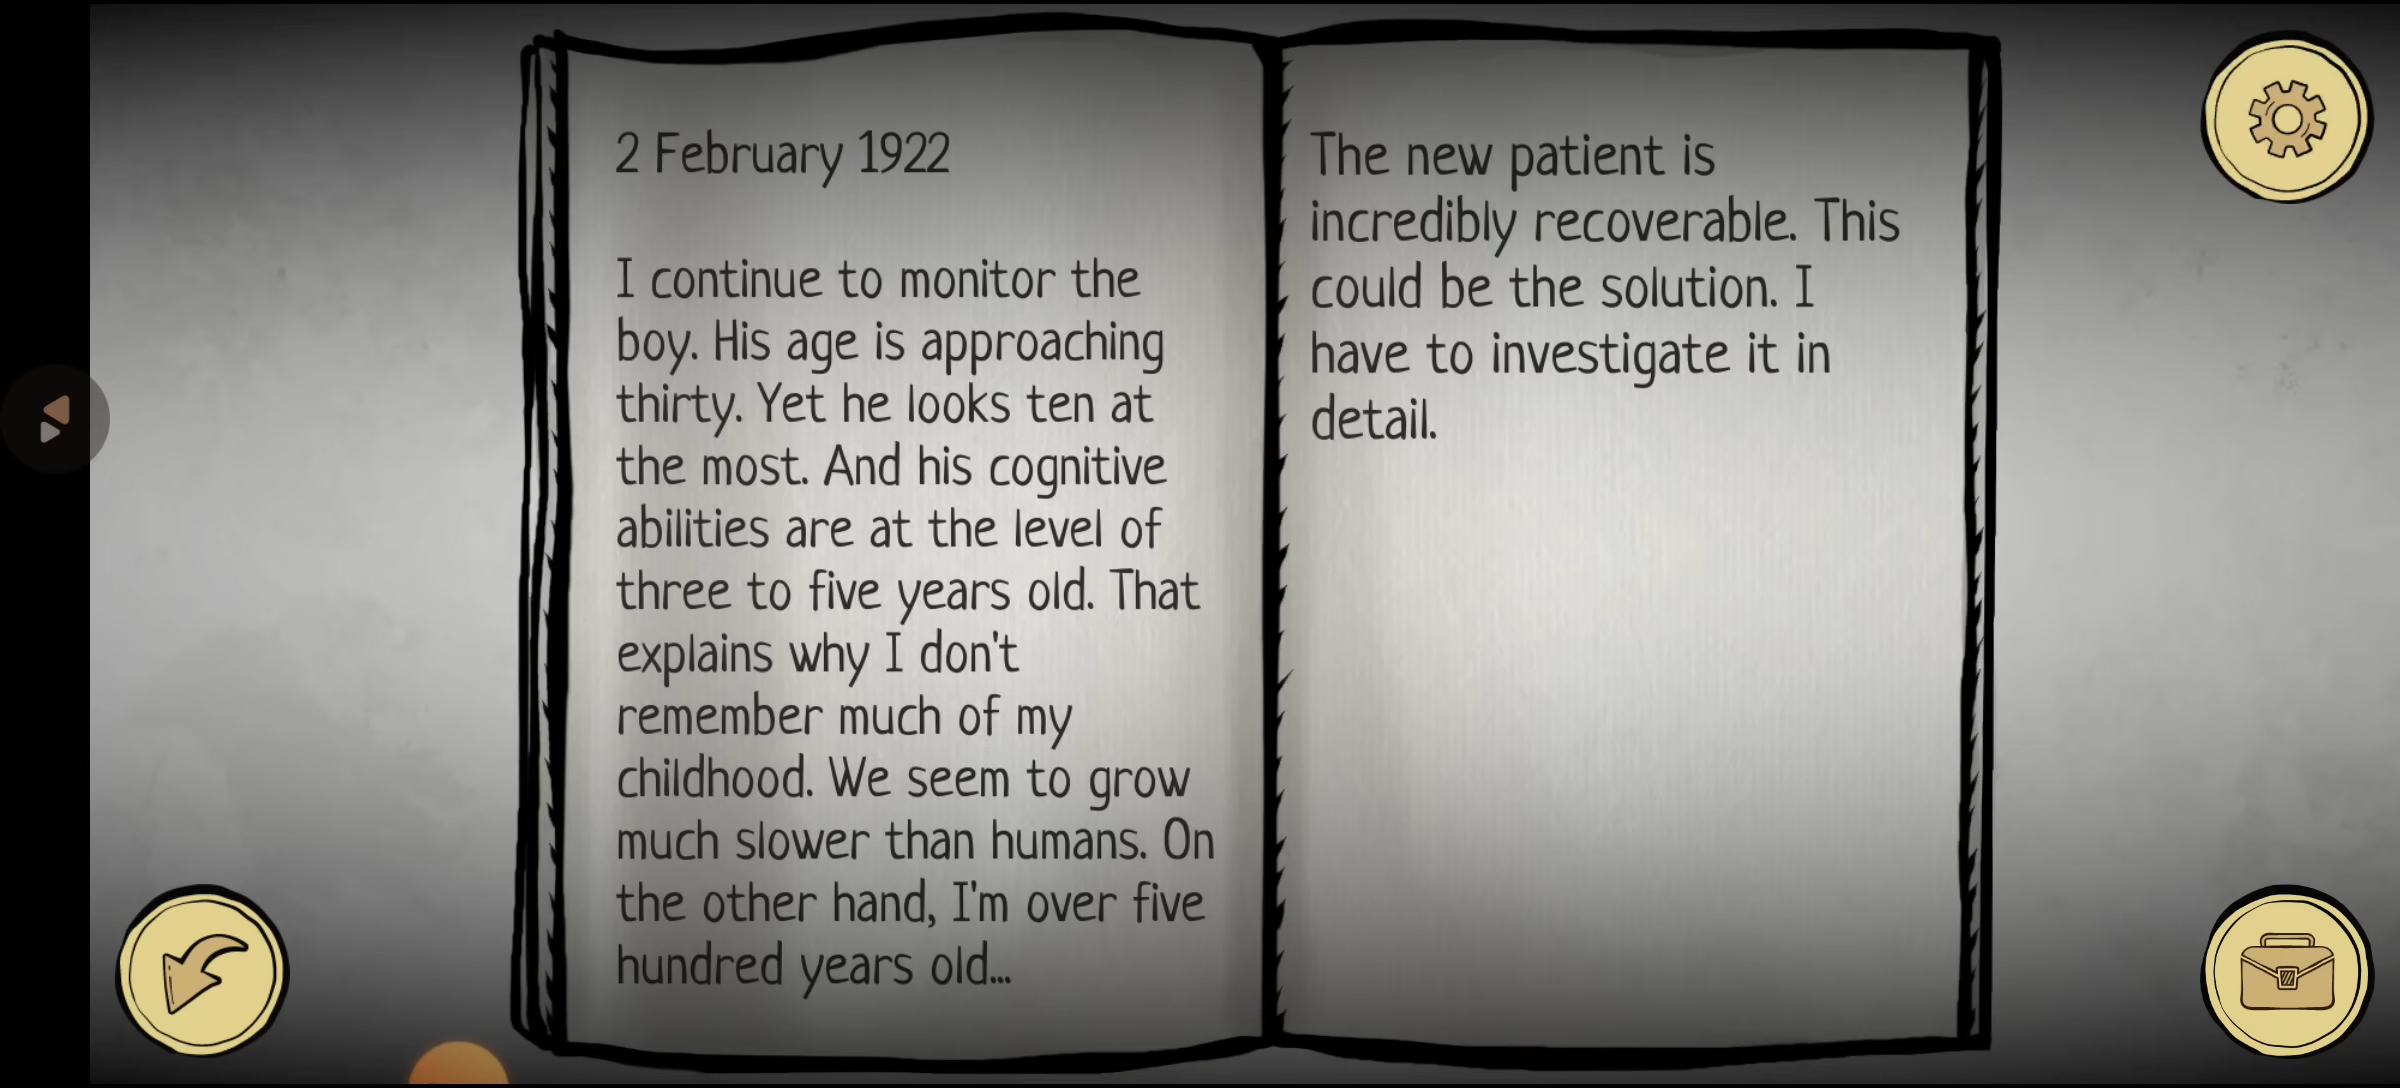 2 February 1922
I continue to monitor the
boy. His age is approaching
thirty. Yet he looks ten at
the most. And his cognitive
abilities are at the level of
three to five years old. That
explains why I don't
remember much of my
childhood. We seem to grow
much slower than humans. On
the other hand, I'm over five
hundred years old...
The new patient is
incredibly recoverable. This
could be the solution. I
have to investigate it in
detail.